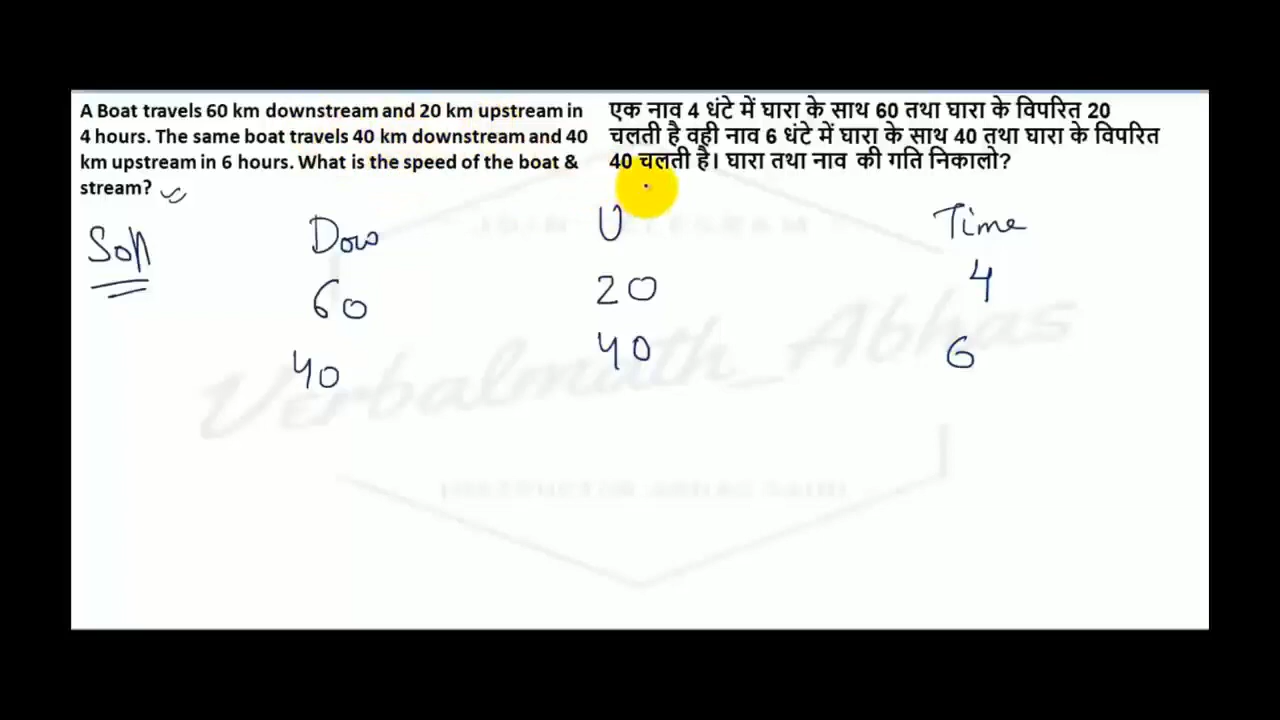 A Boat travels 60 km downstream and 20 km upstream in
4 hours. The same boat travels 40 km downstream and 40
km upstream in 6 hours. What is the speed of the boat &
stream?
एक नाव 4 धंटे में घारा के साथ 60 तथा घारा के विपरित 20
चलती है वही नाव 6 धंटे में घारा के साथ 40 तथा घारा के विपरित
40 चलती है। घारा तथा नाव की गति निकालो?
Soln
Dow U Time
60 20 4
40 40 6
Verbalmath_Abhas